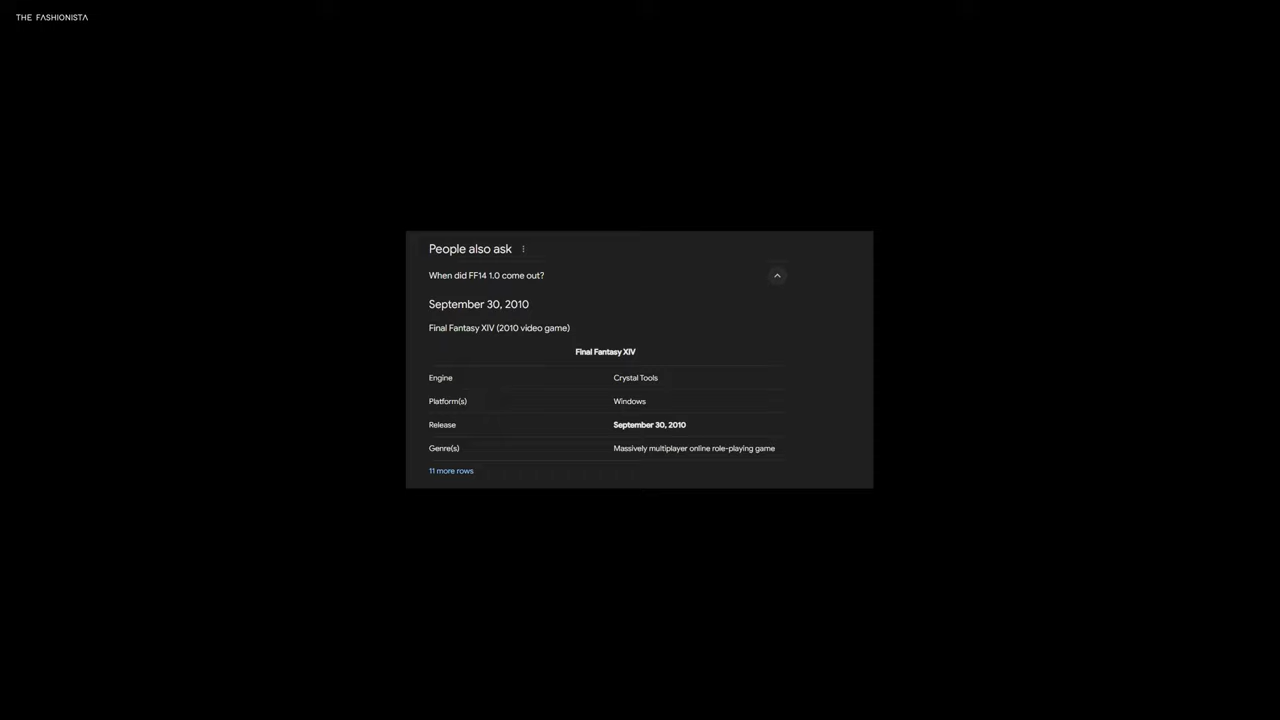 THE FASHIONISTA
People also ask
When did FF14 1.0 come out?
September 30, 2010
Final Fantasy XIV (2010 video game)
Final Fantasy XIV
Engine Crystal Tools
Platform(s) Windows
Release September 30, 2010
Genre(s) Massively multiplayer online role-playing game
11 more rows